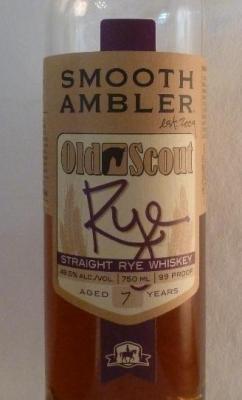 SMOOTH
AMBLER
est. 2009
Old Scout
Rye
STRAIGHT RYE WHISKEY
49.5% ALC/VOL | 750 ML | 99 PROOF
AGED 7 YEARS